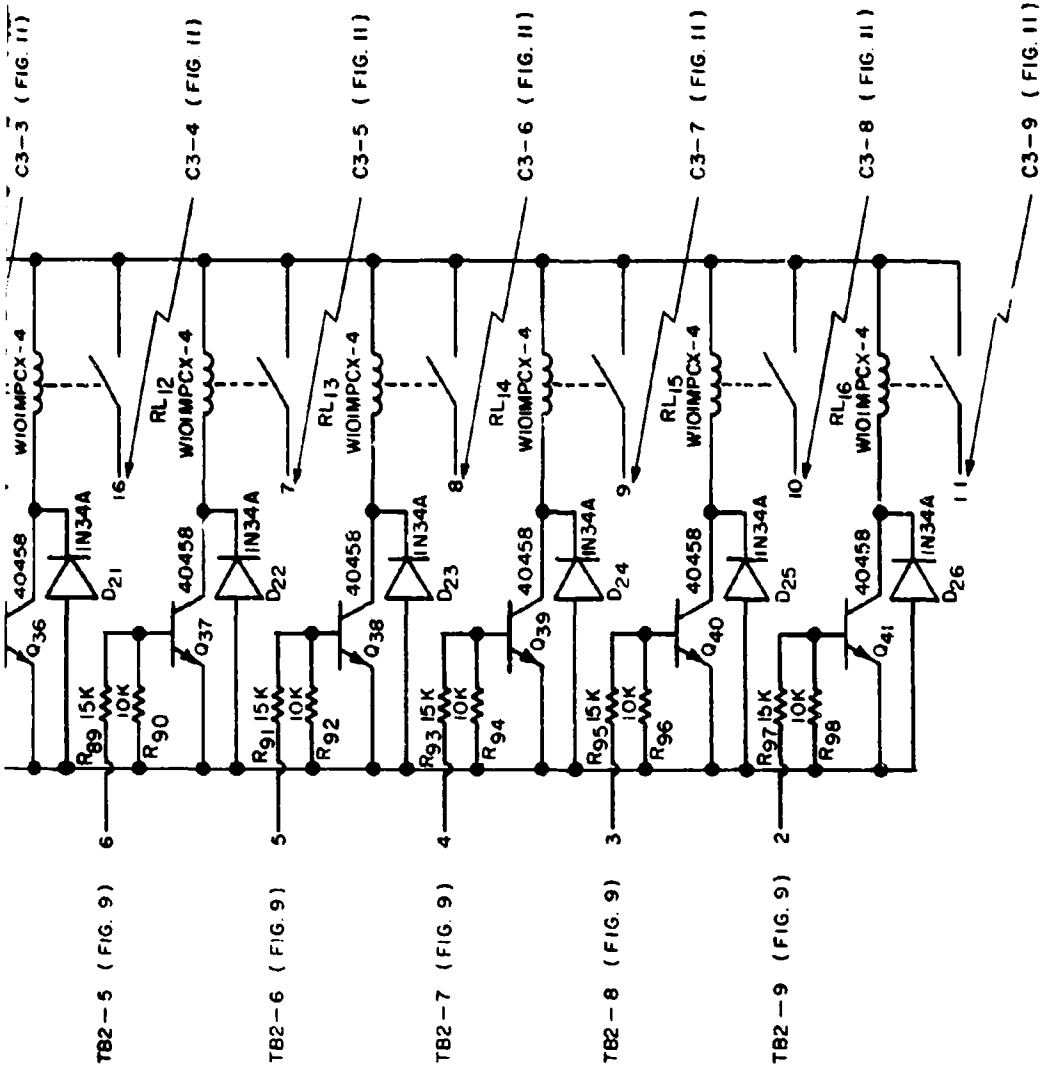 C3-3 (FIG. 11)
W101MPCX-4
40458
Q36
1N34A
D21
16
C3-4 (FIG. 11)
TB2-5 (FIG. 9) 6
R89 15K
10K
R90
40458
Q37
1N34A
D22
RL12
W101MPCX-4
7
C3-5 (FIG. 11)
TB2-6 (FIG. 9) 5
R91 15K
10K
R92
40458
Q38
1N34A
D23
RL13
W101MPCX-4
8
C3-6 (FIG. 11)
TB2-7 (FIG. 9) 4
R93 15K
10K
R94
40458
Q39
1N34A
D24
RL14
W101MPCX-4
9
C3-7 (FIG. 11)
TB2-8 (FIG. 9) 3
R95 15K
10K
R96
40458
Q40
1N34A
D25
RL15
W101MPCX-4
10
C3-8 (FIG. 11)
TB2-9 (FIG. 9) 2
R97 15K
10K
R98
40458
Q41
1N34A
D26
RL16
W101MPCX-4
11
C3-9 (FIG. 11)